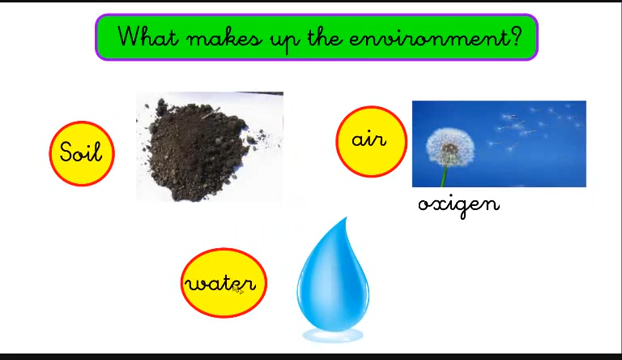 What makes up the environment?
Soil
air
oxigen
water